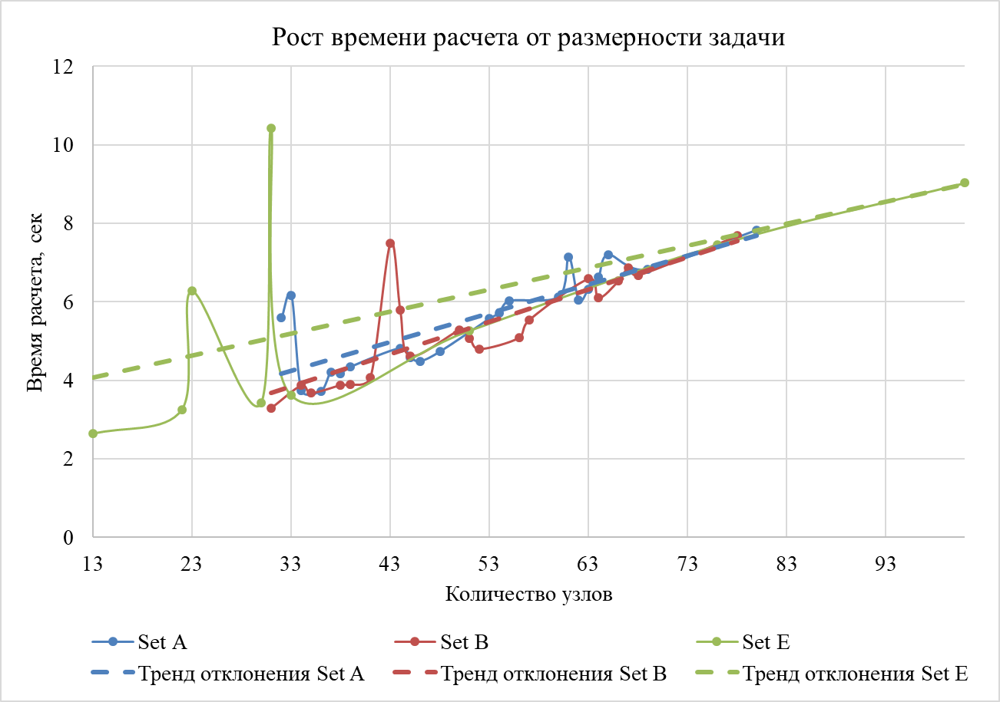 Рост времени расчета от размерности задачи
12
10
8
6
4
2
0
Время расчета, сек
13 23 33 43 53 63 73 83 93
Количество узлов
Set A Set B Set E
Тренд отклонения Set A Тренд отклонения Set B Тренд отклонения Set E